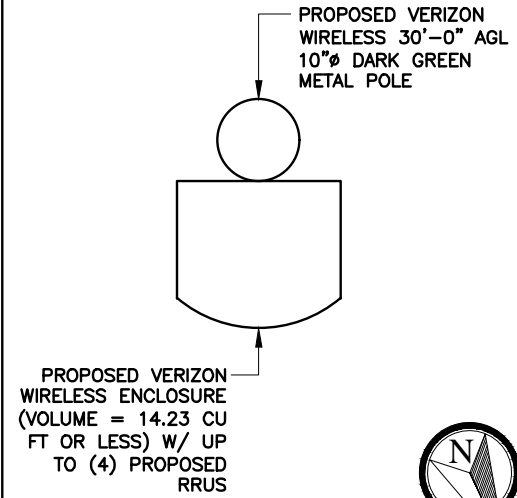 PROPOSED VERIZON
WIRELESS 30'-0" AGL
10"ø DARK GREEN
METAL POLE
PROPOSED VERIZON
WIRELESS ENCLOSURE
(VOLUME = 14.23 CU
FT OR LESS) W/ UP
TO (4) PROPOSED
RRUS
N